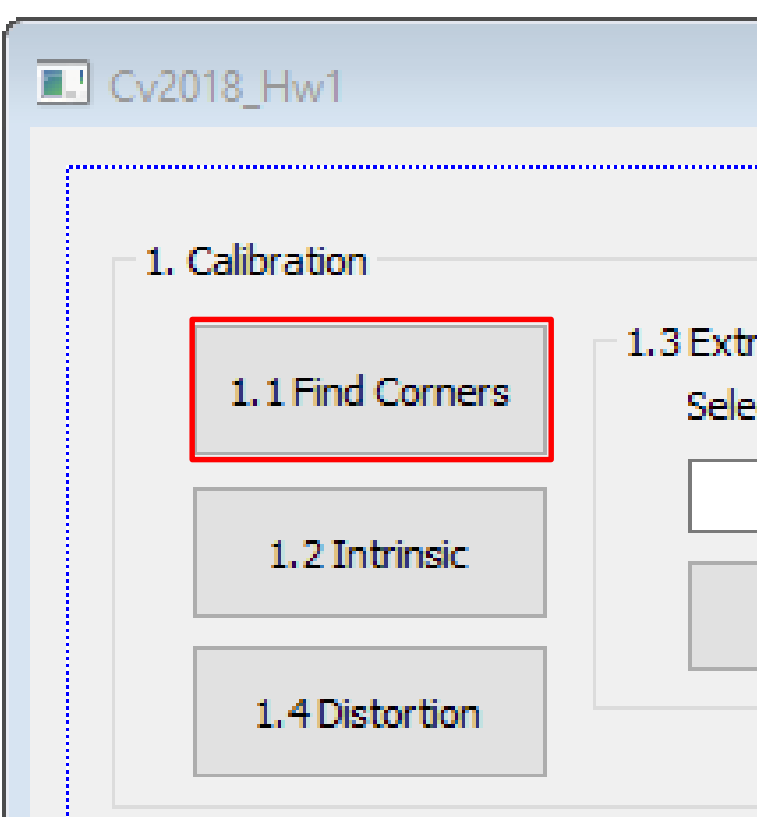 Cv2018_Hw1
1. Calibration
1.1 Find Corners
1.3 Extr
Sele
1.2 Intrinsic
1.4 Distortion